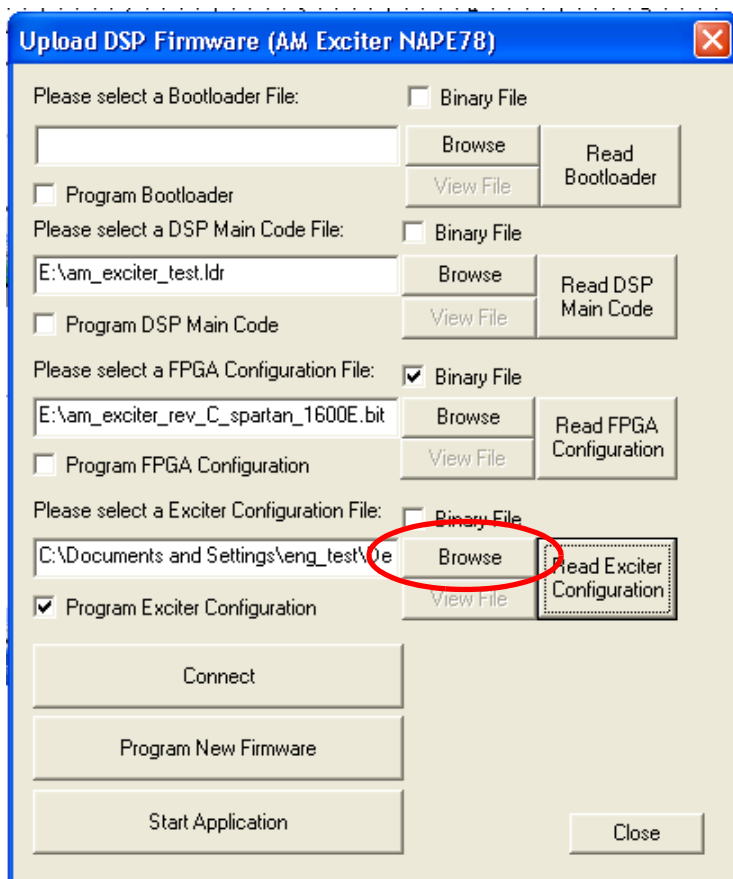 Upload DSP Firmware (AM Exciter NAPE78)
Please select a Bootloader File:
Binary File
Browse
Read
Bootloader
View File
Program Bootloader
Please select a DSP Main Code File:
Binary File
E:\am_exciter_test.ldr
Browse
Read DSP
Main Code
View File
Program DSP Main Code
Please select a FPGA Configuration File:
Binary File
E:\am_exciter_rev_C_spartan_1600E.bit
Browse
Read FPGA
Configuration
View File
Program FPGA Configuration
Please select a Exciter Configuration File:
Binary File
C:\Documents and Settings\eng_test\De
Browse
Read Exciter
Configuration
View File
Program Exciter Configuration
Connect
Program New Firmware
Start Application
Close